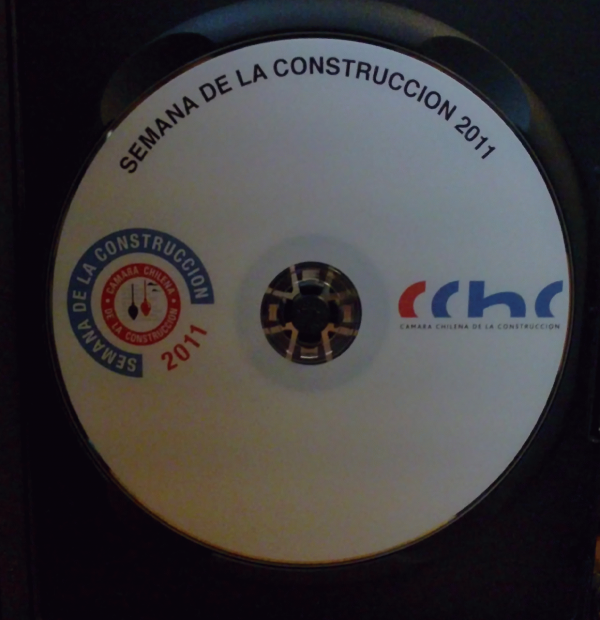 SEMANA DE LA CONSTRUCCION 2011
SEMANA DE LA CONSTRUCCION
CAMARA CHILENA
DE LA CONSTRUCCION
2011
cchc
CAMARA CHILENA DE LA CONSTRUCCION